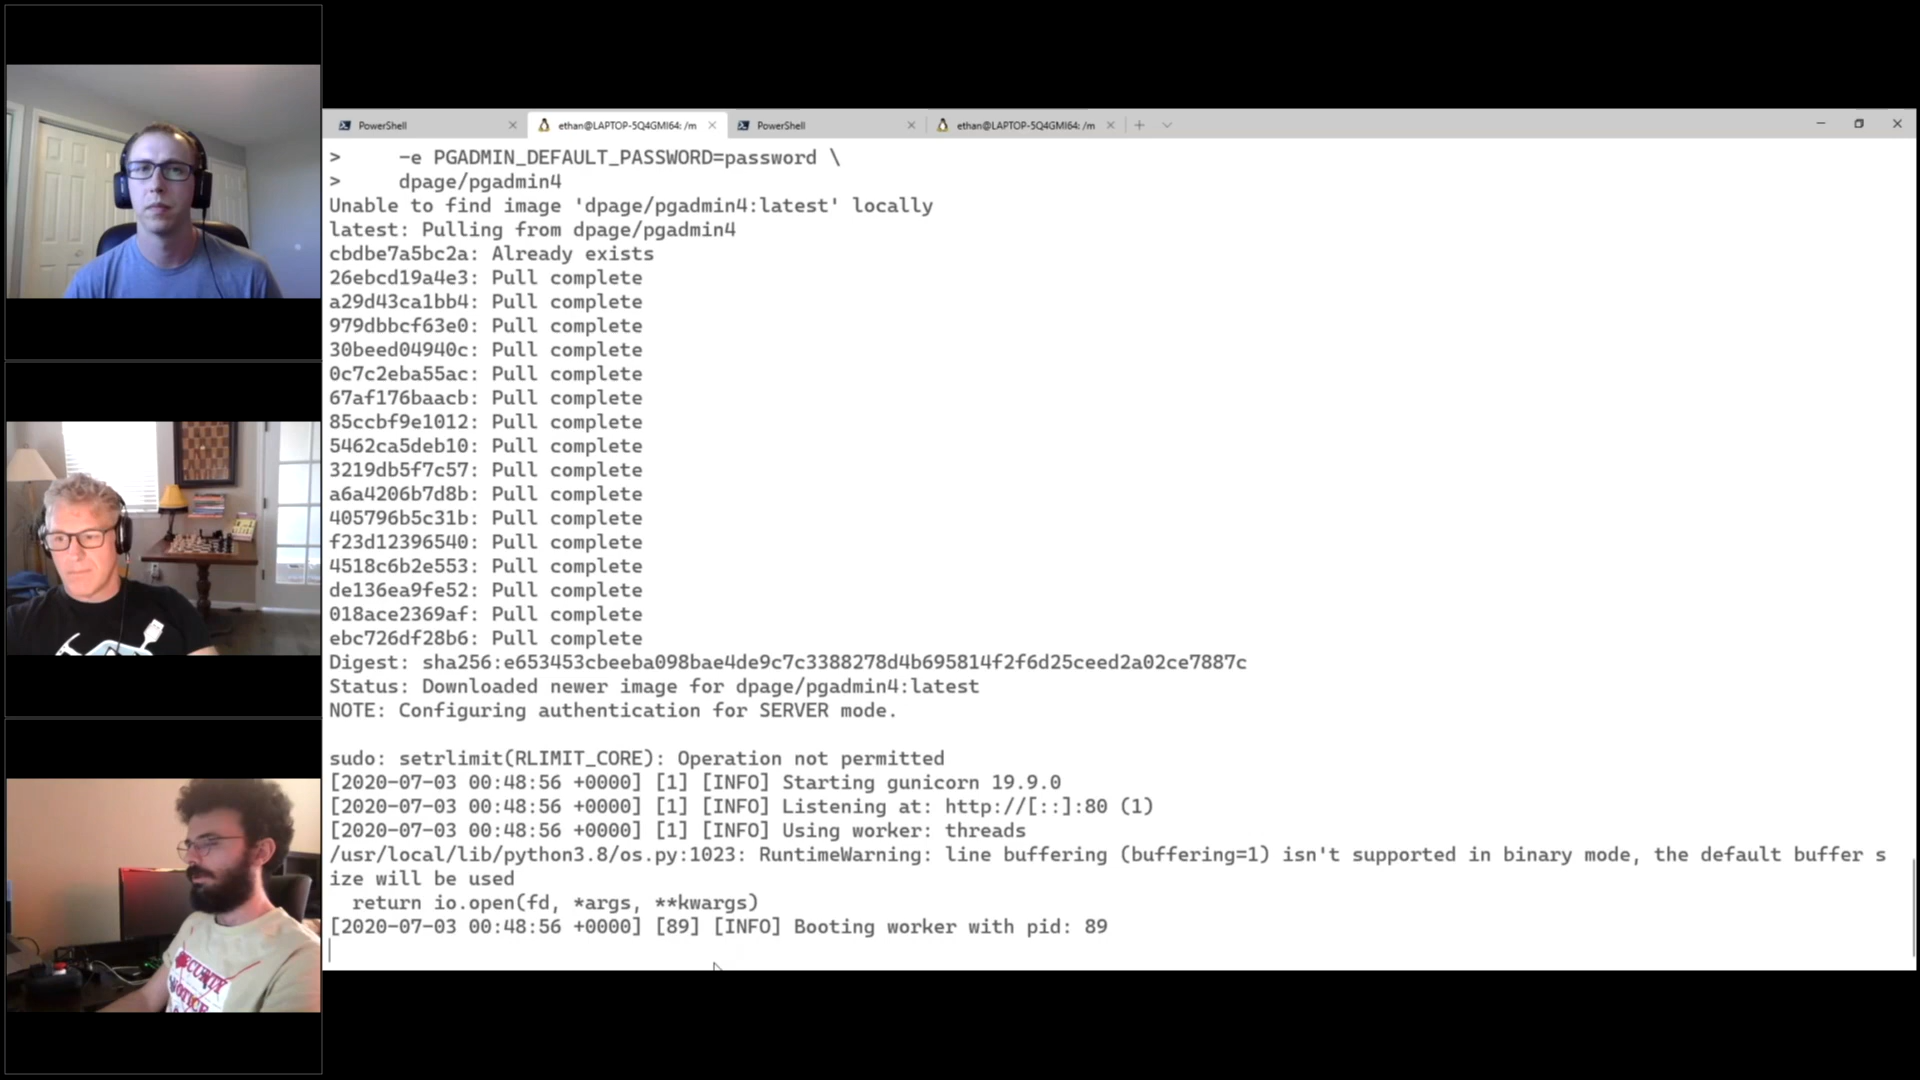 PowerShell
ethan@LAPTOP-5Q4GMI64: /m
PowerShell
ethan@LAPTOP-5Q4GMI64: /m
>     -e PGADMIN_DEFAULT_PASSWORD=password \
>     dpage/pgadmin4
Unable to find image 'dpage/pgadmin4:latest' locally
latest: Pulling from dpage/pgadmin4
cbdbe7a5bc2a: Already exists
26ebcd19a4e3: Pull complete
a29d43ca1bb4: Pull complete
979dbbcf63e0: Pull complete
30beed04940c: Pull complete
0c7c2eba55ac: Pull complete
67af176baacb: Pull complete
85ccbf9e1012: Pull complete
5462ca5deb10: Pull complete
3219db5f7c57: Pull complete
a6a4206b7d8b: Pull complete
405796b5c31b: Pull complete
f23d12396540: Pull complete
4518c6b2e553: Pull complete
de136ea9fe52: Pull complete
018ace2369af: Pull complete
ebc726df28b6: Pull complete
Digest: sha256:e653453cbeeba098bae4de9c7c3388278d4b695814f2f6d25ceed2a02ce7887c
Status: Downloaded newer image for dpage/pgadmin4:latest
NOTE: Configuring authentication for SERVER mode.
sudo: setrlimit(RLIMIT_CORE): Operation not permitted
[2020-07-03 00:48:56 +0000] [1] [INFO] Starting gunicorn 19.9.0
[2020-07-03 00:48:56 +0000] [1] [INFO] Listening at: http://[::]:80 (1)
[2020-07-03 00:48:56 +0000] [1] [INFO] Using worker: threads
/usr/local/lib/python3.8/os.py:1023: RuntimeWarning: line buffering (buffering=1) isn't supported in binary mode, the default buffer s
ize will be used
  return io.open(fd, *args, **kwargs)
[2020-07-03 00:48:56 +0000] [89] [INFO] Booting worker with pid: 89